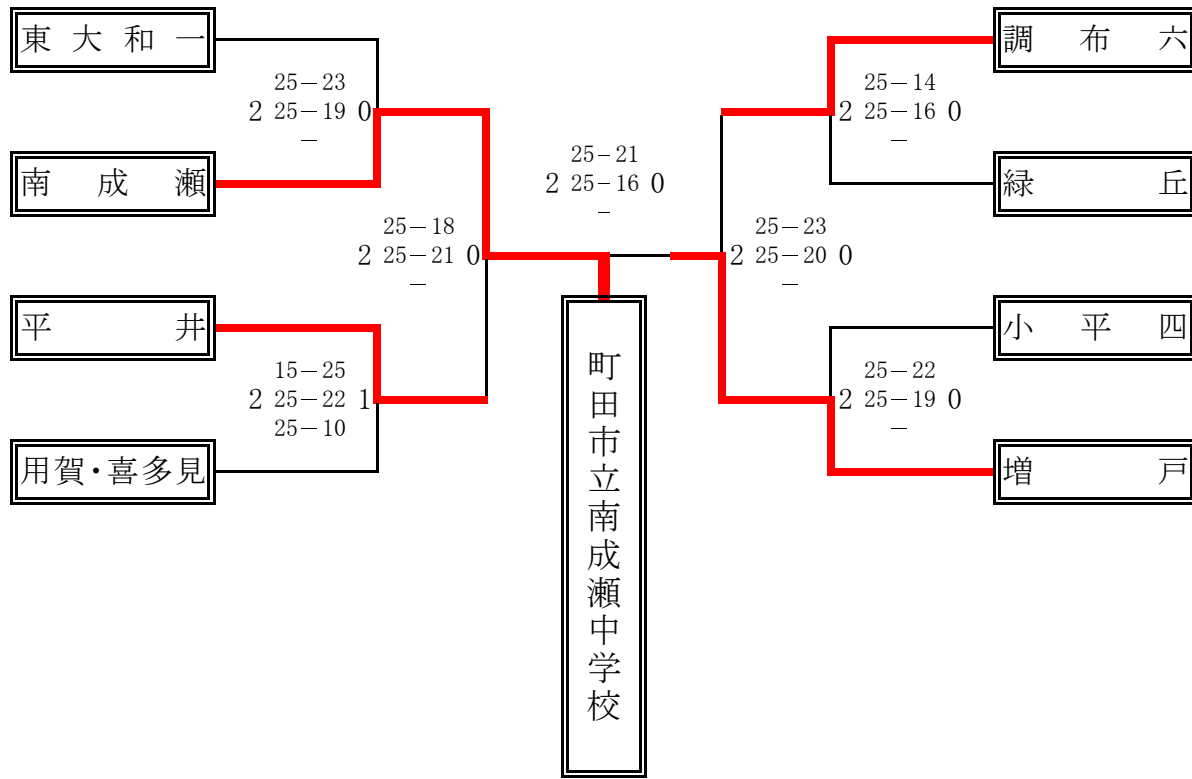 東大和一
南成瀬
平井
用賀・喜多見
25-23
2 25-19 0
-
15-25
2 25-22 1
25-10
25-18
2 25-21 0
-
25-21
2 25-16 0
-
町田市立南成瀬中学校
25-23
2 25-20 0
-
25-14
2 25-16 0
-
25-22
2 25-19 0
-
調布六
緑丘
小平四
増戸